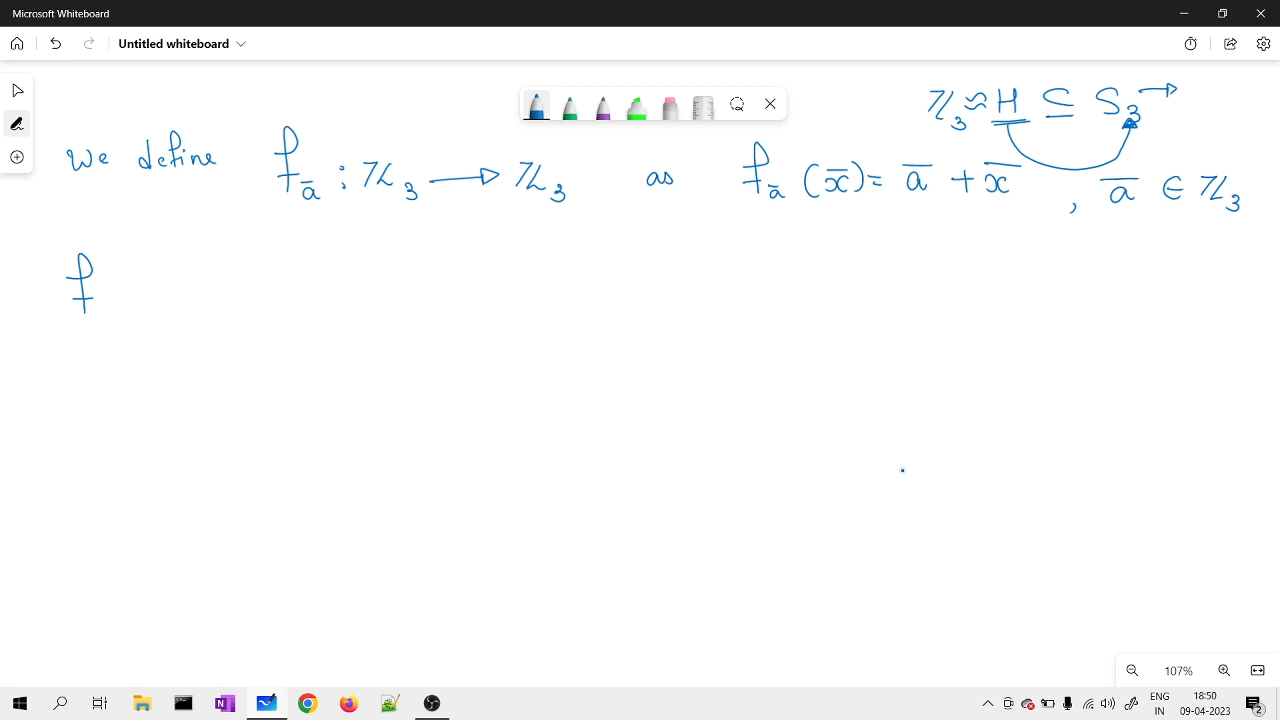 Microsoft Whiteboard
Untitled whiteboard
ℤ₃ ≈ H ⊆ S₃ →
We define f_ā : ℤ₃ → ℤ₃ as f_ā (x̄) = ā + x̄ , ā ∈ ℤ₃
f
107%
ENG 18:50
IN 09-04-2023 2